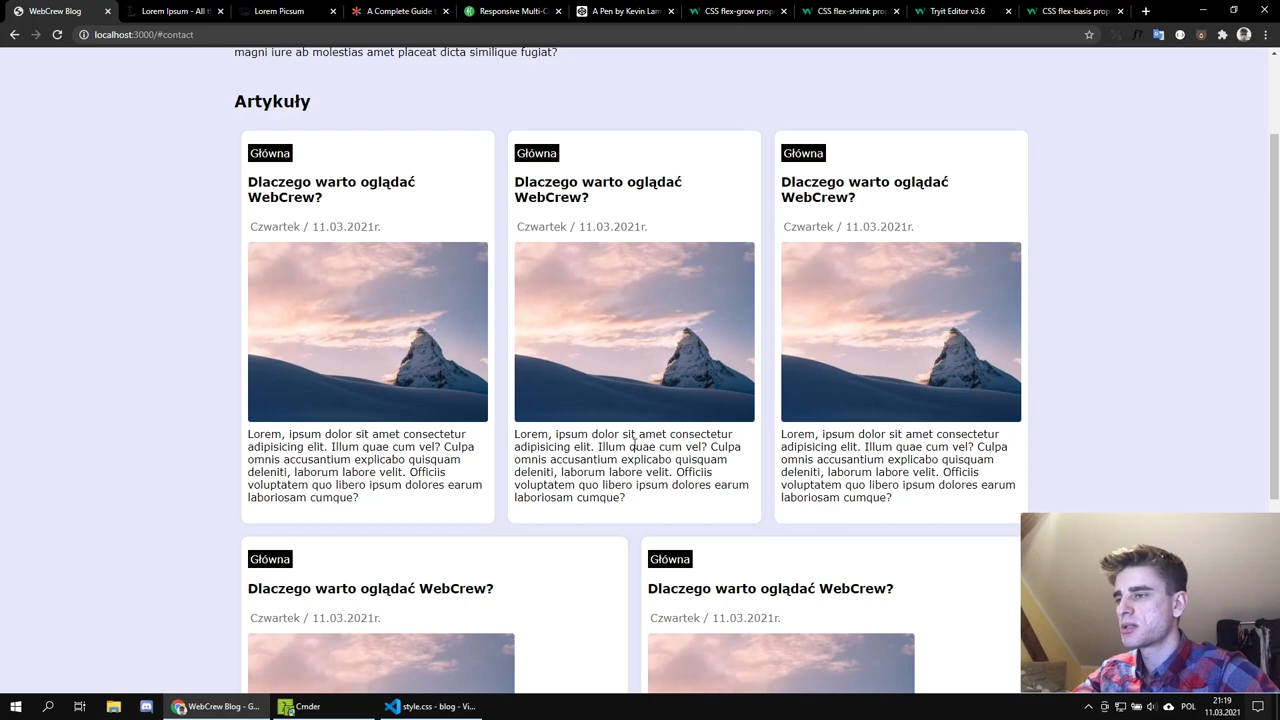 WebCrew Blog
Lorem Ipsum - All th
Lorem Picsum
A Complete Guide t
Responsive Multi-C
A Pen by Kevin Lam
CSS flex-grow prop
CSS flex-shrink prop
Tryit Editor v3.6
CSS flex-basis prop
localhost:3000/#contact
magni iure ab molestias amet placeat dicta similique fugiat?
Artykuły
Główna
Dlaczego warto oglądać
WebCrew?
Czwartek / 11.03.2021r.
Lorem, ipsum dolor sit amet consectetur
adipisicing elit. Illum quae cum vel? Culpa
omnis accusantium explicabo quisquam
deleniti, laborum labore velit. Officiis
voluptatem quo libero ipsum dolores earum
laboriosam cumque?
Główna
Dlaczego warto oglądać
WebCrew?
Czwartek / 11.03.2021r.
Lorem, ipsum dolor sit amet consectetur
adipisicing elit. Illum quae cum vel? Culpa
omnis accusantium explicabo quisquam
deleniti, laborum labore velit. Officiis
voluptatem quo libero ipsum dolores earum
laboriosam cumque?
Główna
Dlaczego warto oglądać
WebCrew?
Czwartek / 11.03.2021r.
Lorem, ipsum dolor sit amet consectetur
adipisicing elit. Illum quae cum vel? Culpa
omnis accusantium explicabo quisquam
deleniti, laborum labore velit. Officiis
voluptatem quo libero ipsum dolores earum
laboriosam cumque?
Główna
Dlaczego warto oglądać WebCrew?
Czwartek / 11.03.2021r.
Główna
Dlaczego warto oglądać WebCrew?
Czwartek / 11.03.2021r.
WebCrew Blog - G...
Cmder
style.css - blog - Vi...
POL
21:19
11.03.2021